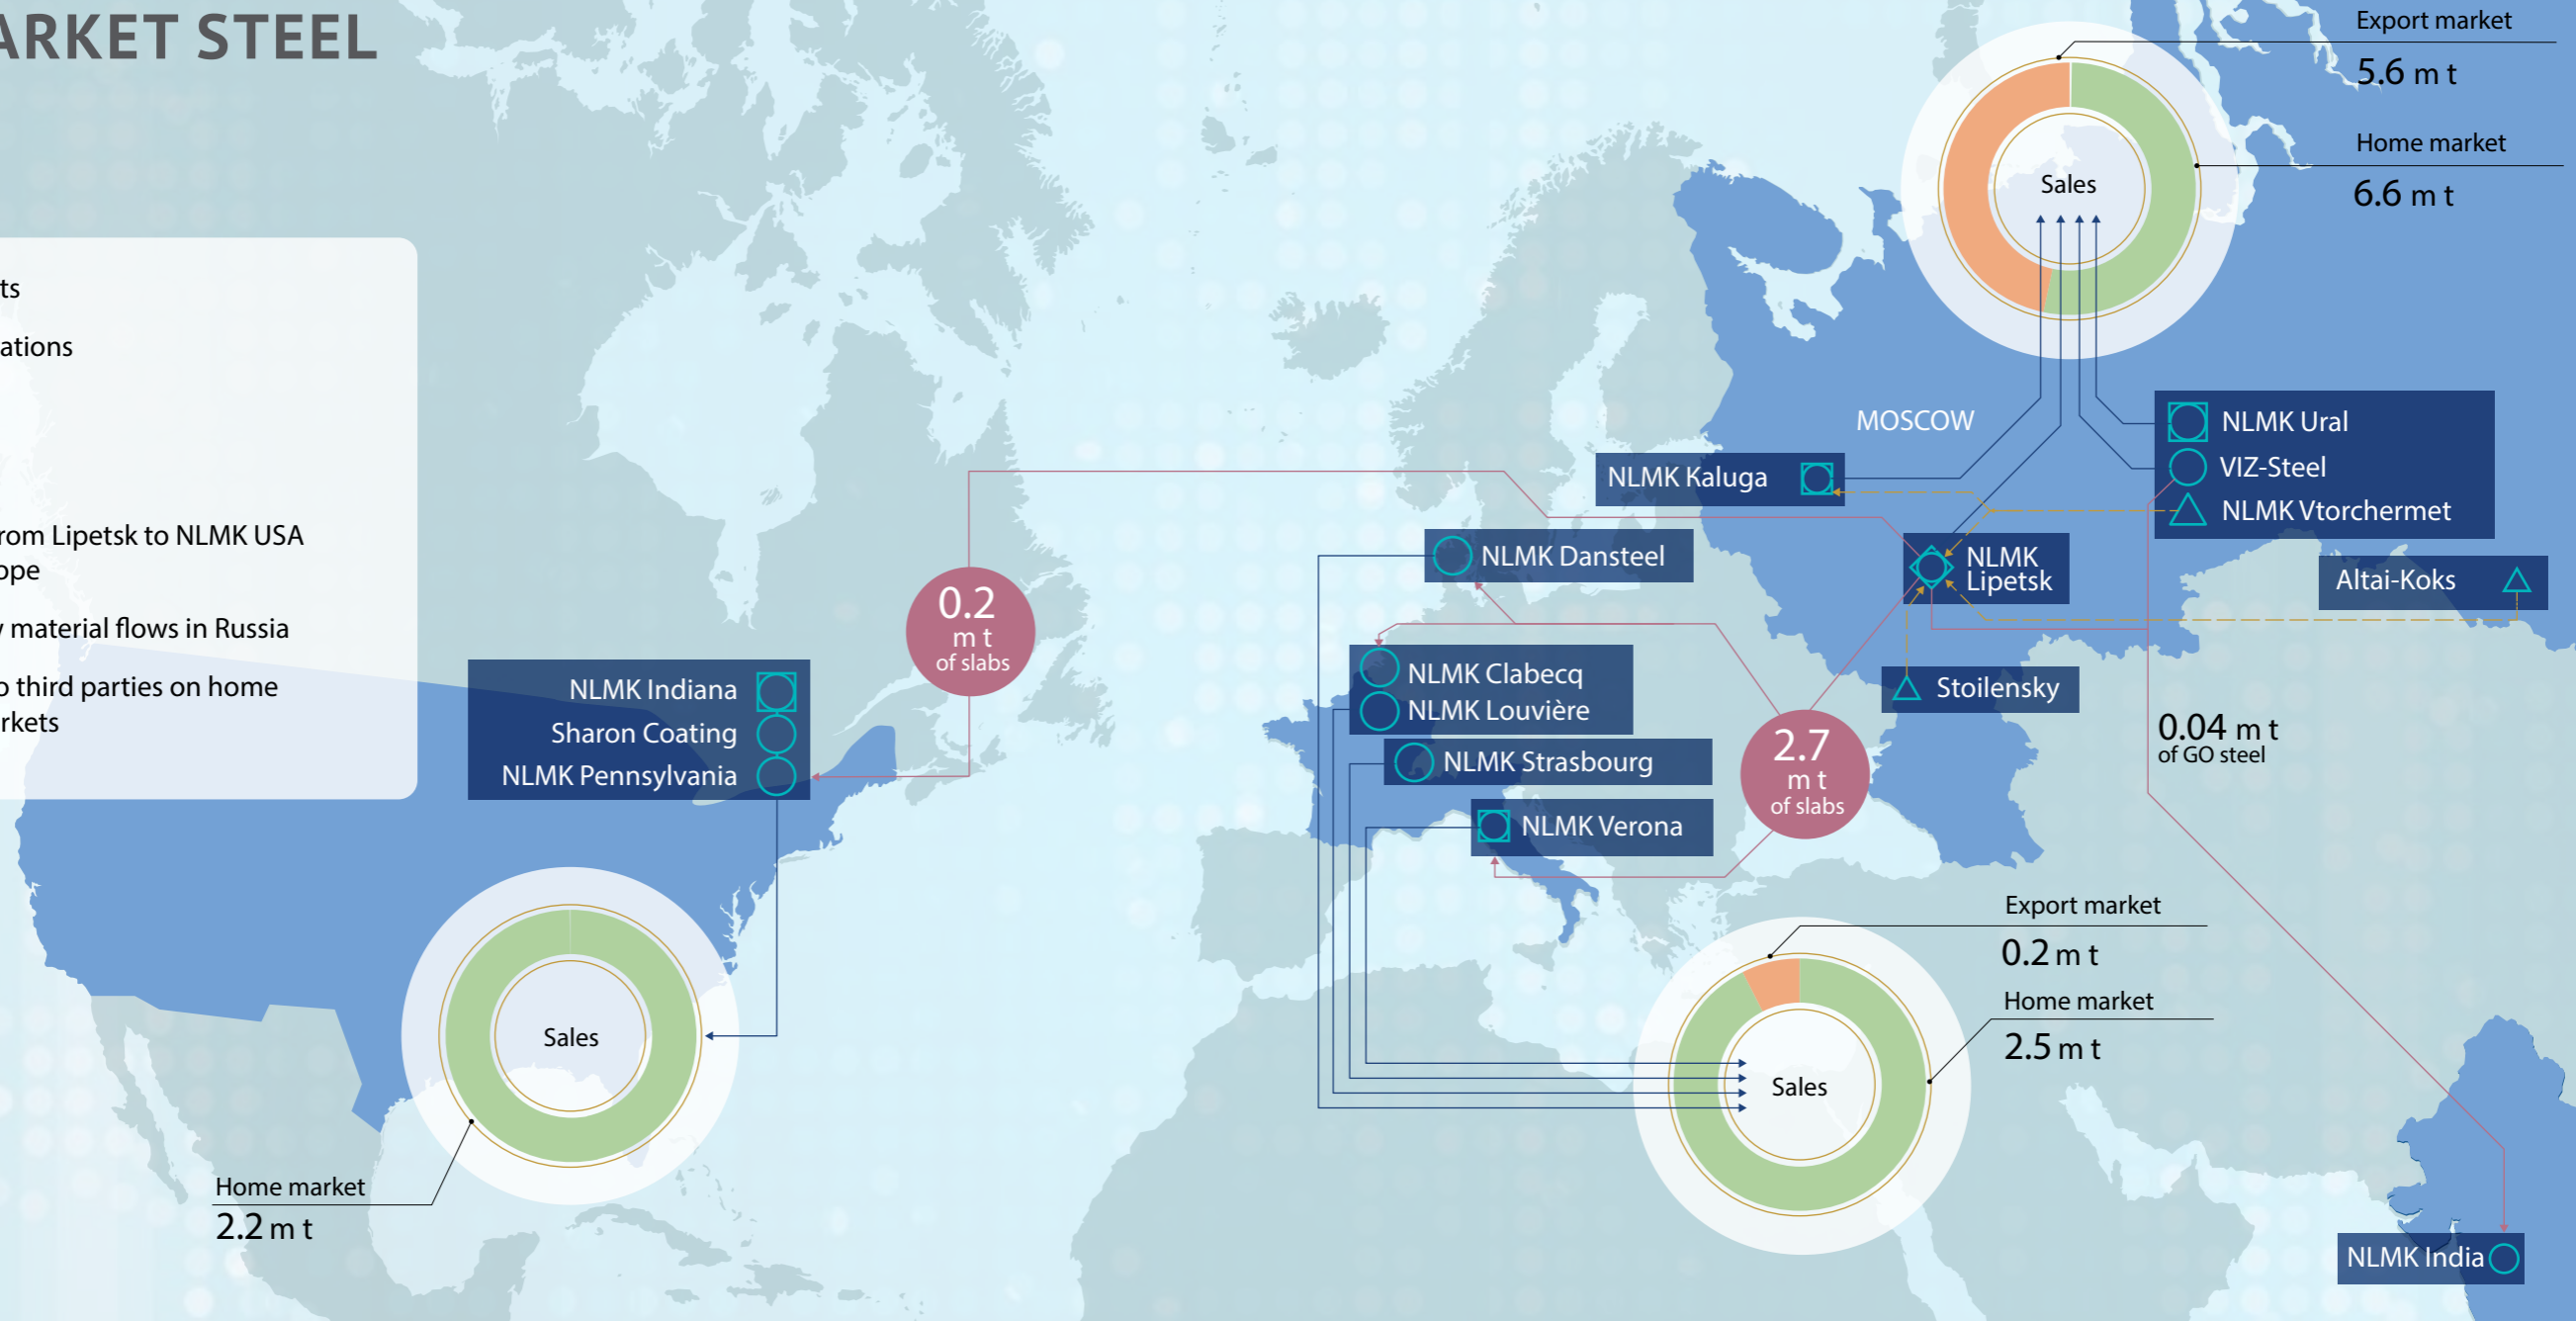 ARKET STEEL
ts
ations
rom Lipetsk to NLMK USA
ope
material flows in Russia
o third parties on home
rkets
Export market
5.6 m t
Home market
6.6 m t
Sales
MOSCOW
NLMK Ural
VIZ-Steel
NLMK Vtorchermet
NLMK Kaluga
NLMK Dansteel
NLMK
Lipetsk
Altai-Koks
0.2
m t
of slabs
NLMK Indiana
Sharon Coating
NLMK Pennsylvania
NLMK Clabecq
NLMK Louvière
NLMK Strasbourg
NLMK Verona
Stoilensky
2.7
m t
of slabs
0.04 m t
of GO steel
Export market
0.2 m t
Home market
2.5 m t
Sales
Sales
Home market
2.2 m t
NLMK India